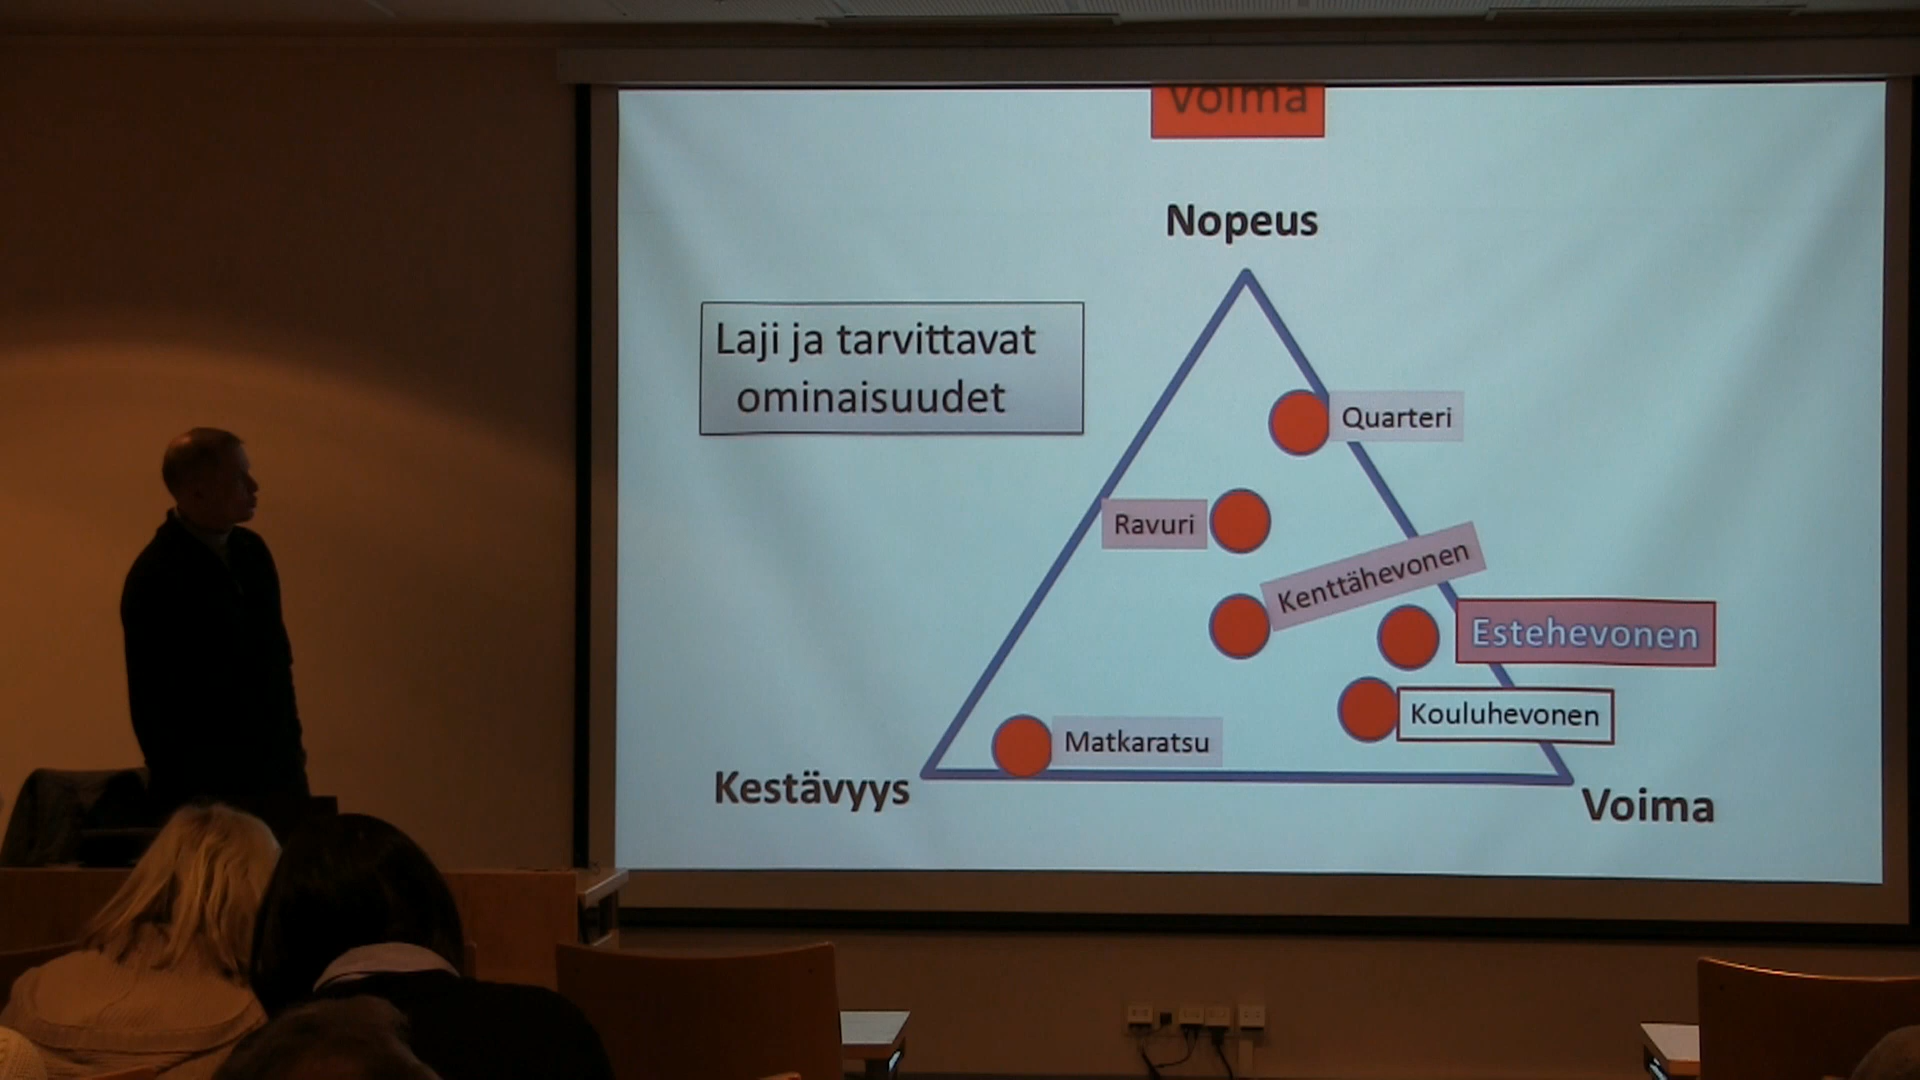 Voima
Nopeus
Laji ja tarvittavat
ominaisuudet
Quarteri
Ravuri
Kenttähevonen
Estehevonen
Kouluhevonen
Matkaratsu
Kestävyys
Voima